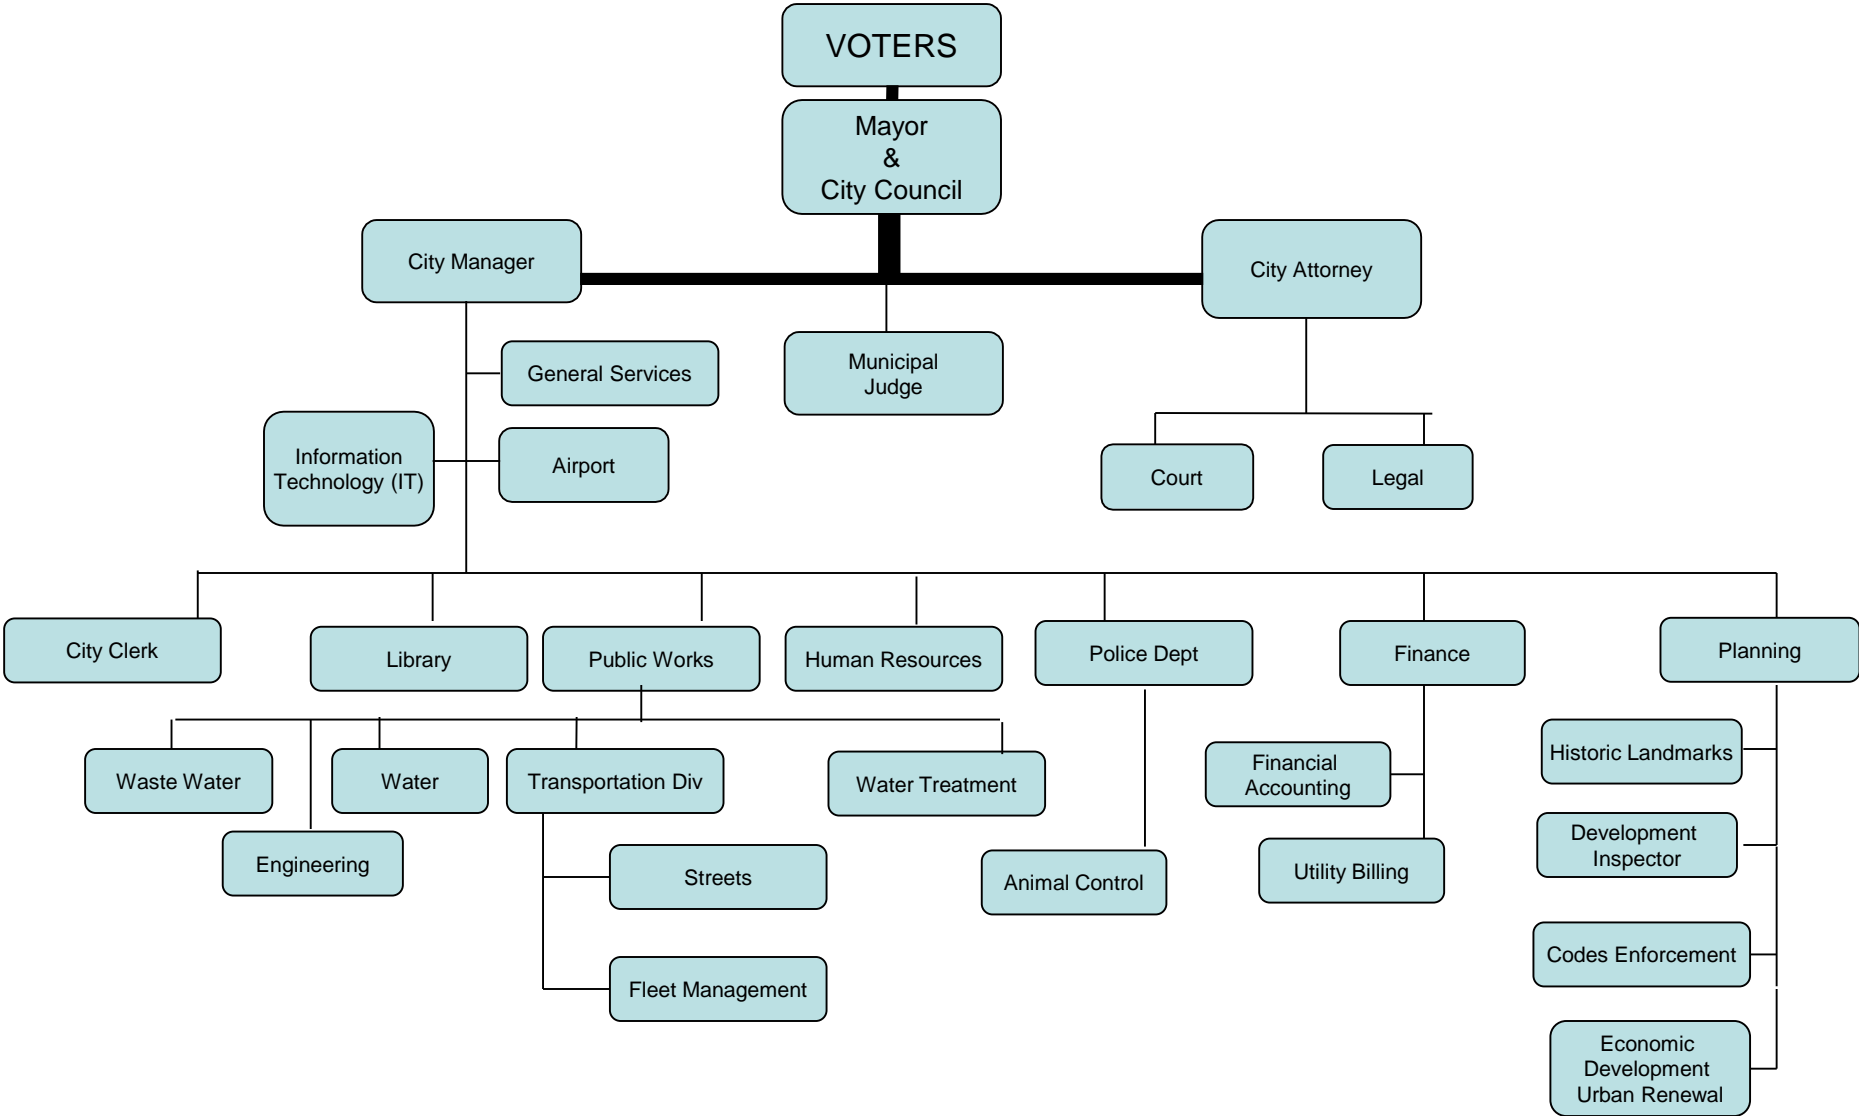 VOTERS
Mayor
&
City Council
City Manager
City Attorney
General Services
Municipal
Judge
Information
Technology (IT)
Airport
Court
Legal
City Clerk
Library
Public Works
Human Resources
Police Dept
Finance
Planning
Waste Water
Water
Transportation Div
Water Treatment
Financial
Accounting
Historic Landmarks
Engineering
Streets
Animal Control
Utility Billing
Development
Inspector
Fleet Management
Codes Enforcement
Economic
Development
Urban Renewal